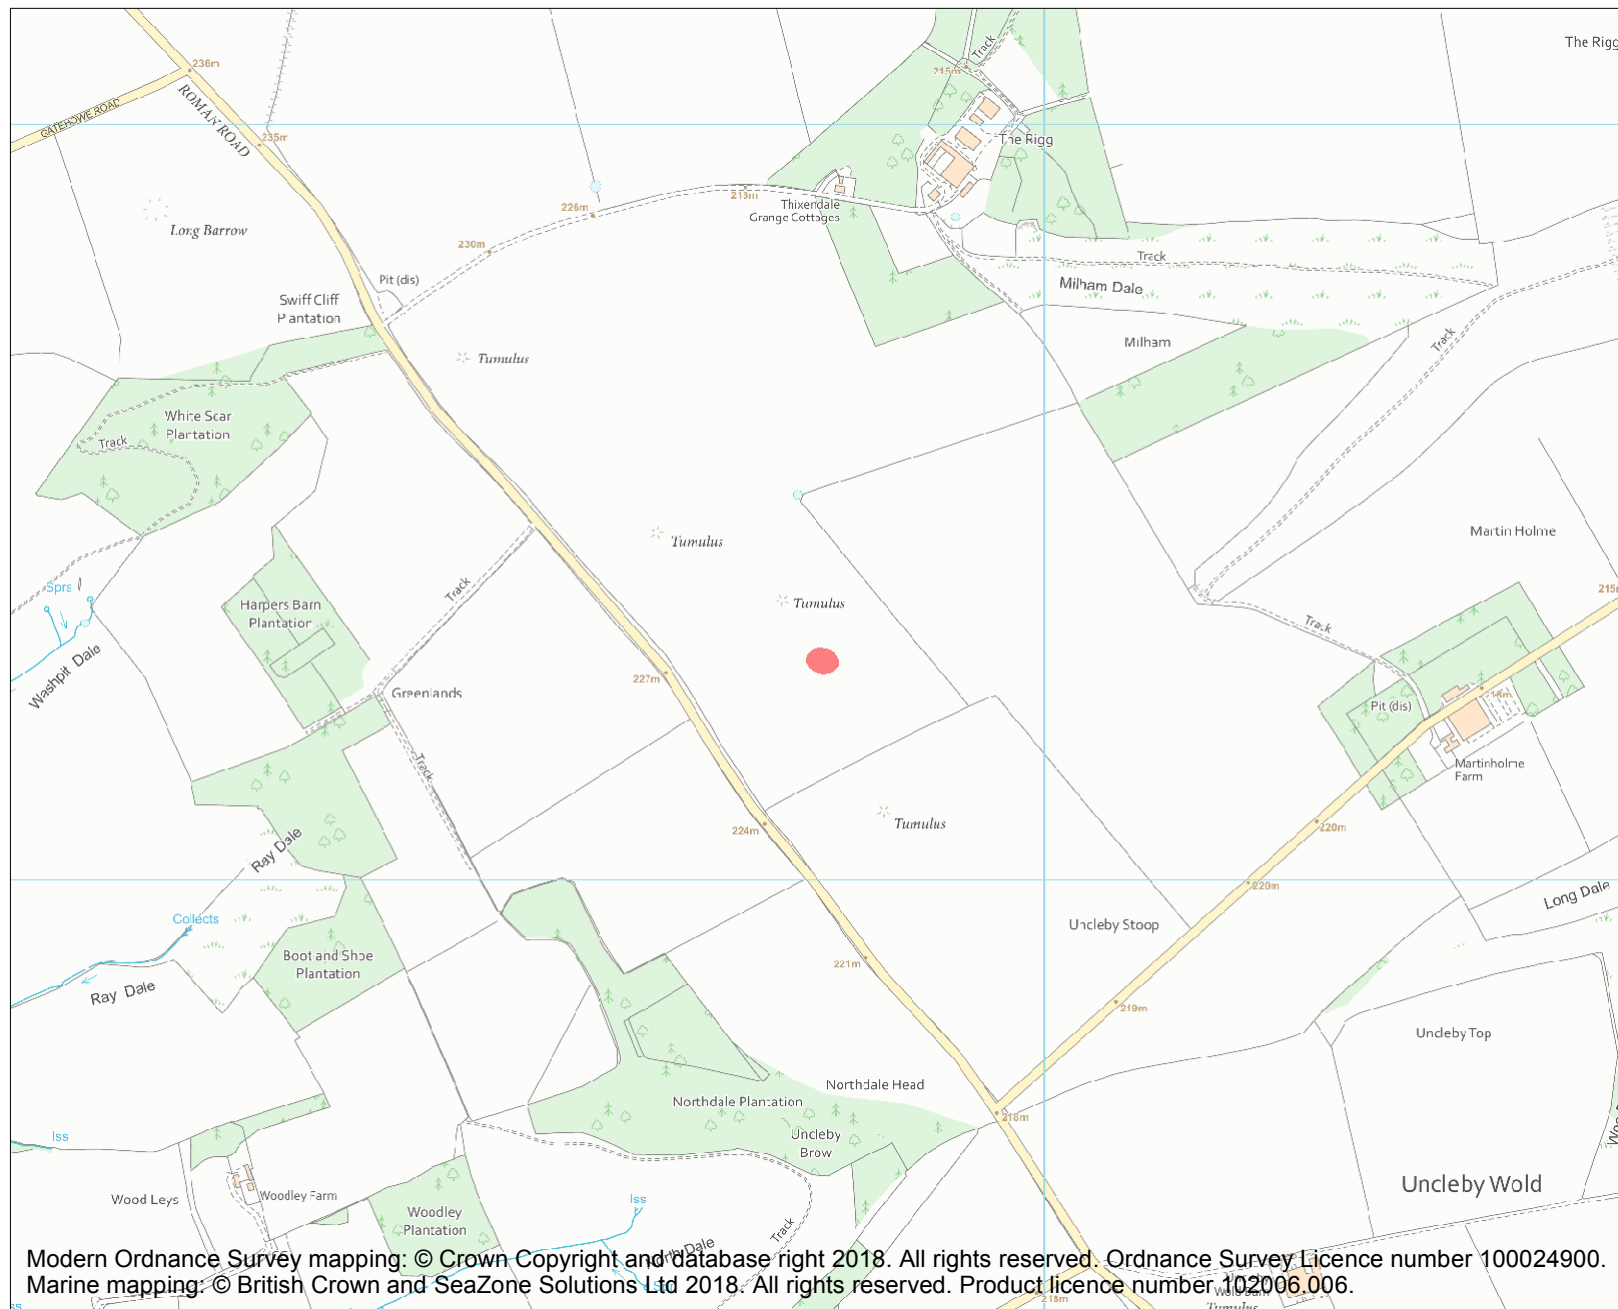 The Rigg
236m
Track
215m
GATEHOWE ROAD
ROMAN ROAD
235m
The Rigg
Long Barrow
226m
Thixendale
Grange Cottages
230m
Track
Pit (dis)
Milham Dale
Swiff Cliff
Plantation
Milham
Track
Tumulus
White Scar
Plantation
Track
Martin Holme
Tumulus
Sprs
Track
215m
Harpers Barn
Plantation
Tumulus
Track
Washpit Dale
227m
Greenlands
Pit (dis)
Track
Martinholme
Farm
Tumulus
224m
220m
Ray Dale
220m
Long Dale
Collects
Uncleby Stoop
Boot and Shoe
Plantation
221m
Ray Dale
219m
Uncleby Top
Northdale Head
Northdale Plantation
218m
Iss
Uncleby
Brow
Uncleby Wold
Wood Leys
Woodley Farm
Iss
Woodley
Plantation
Track
North Dale
Modern Ordnance Survey mapping: © Crown Copyright and database right 2018. All rights reserved. Ordnance Survey Licence number 100024900.
Marine mapping: © British Crown and SeaZone Solutions Ltd 2018. All rights reserved. Product licence number 102006.006.
Tumulus